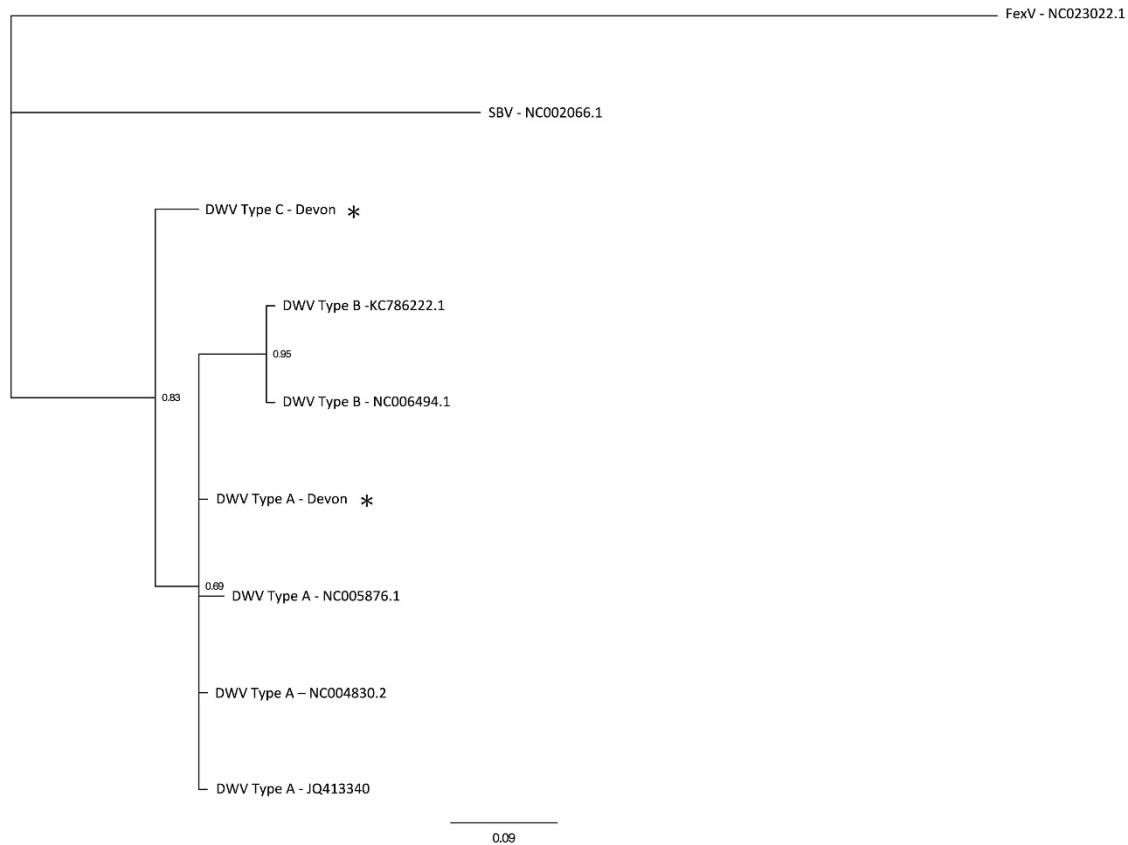 FexV - NC023022.1
SBV - NC002066.1
DWV Type C - Devon *
DWV Type B -KC786222.1
0.95
0.83
DWV Type B - NC006494.1
DWV Type A - Devon *
0.69
DWV Type A - NC005876.1
DWV Type A – NC004830.2
DWV Type A - JQ413340
0.09